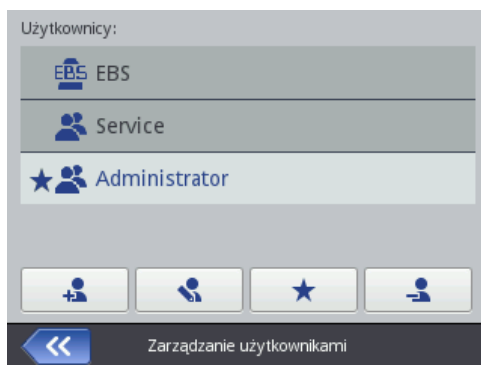 Użytkownicy:
EBS EBS
Service
Administrator
Zarządzanie użytkownikami